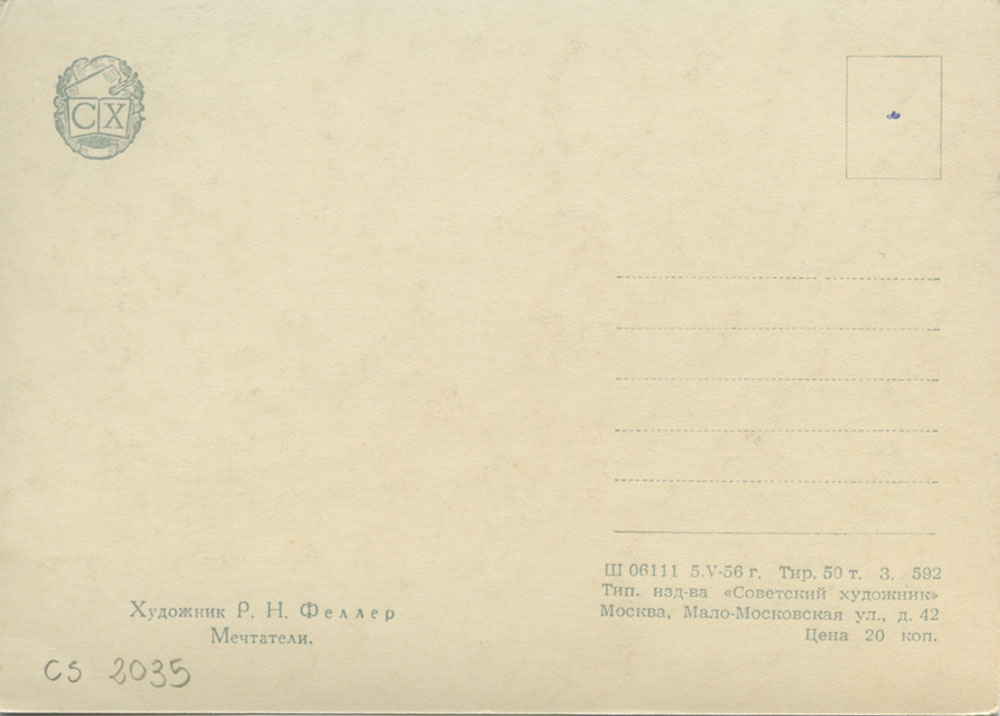 СХ
Художник Р. Н. Феллер
Мечтатели.
CS 2035
Ш 06111 5.V-56 г. Тир. 50 т. З. 592
Тип. изд-ва «Советский художник»
Москва, Мало-Московская ул., д. 42
Цена 20 коп.